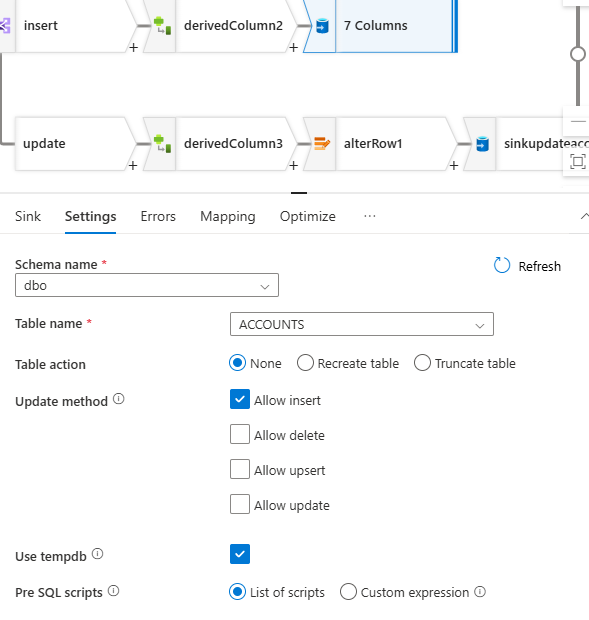 insert
derivedColumn2
7 Columns
+
+
update
derivedColumn3
alterRow1
sinkupdateacc
+
+
+
Sink Settings Errors Mapping Optimize ...
Schema name *
Refresh
dbo
Table name *
ACCOUNTS
Table action
None Recreate table Truncate table
Update method
Allow insert
Allow delete
Allow upsert
Allow update
Use tempdb
Pre SQL scripts
List of scripts Custom expression